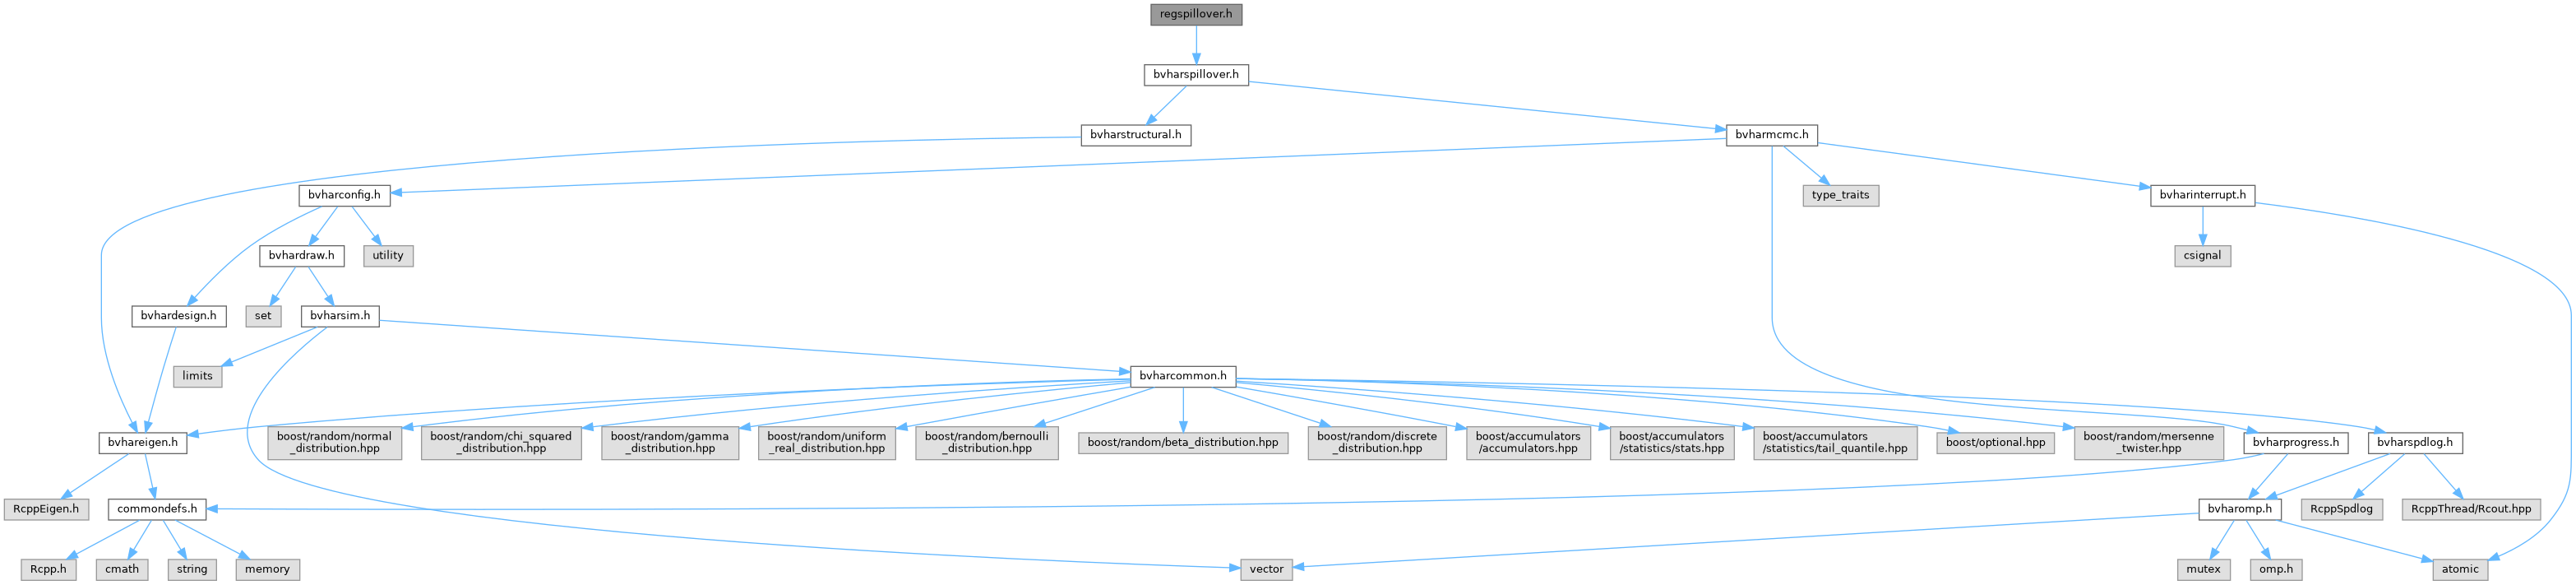 regspillover.h
bvharspillover.h
bvharstructural.h
bvharmcmc.h
bvharconfig.h
type_traits
bvharinterrupt.h
bvhardraw.h
utility
csignal
bvhardesign.h
set
bvharsim.h
limits
bvharcommon.h
bvhareigen.h
boost/random/normal
_distribution.hpp
boost/random/chi_squared
_distribution.hpp
boost/random/gamma
_distribution.hpp
boost/random/uniform
_real_distribution.hpp
boost/random/bernoulli
_distribution.hpp
boost/random/beta_distribution.hpp
boost/random/discrete
_distribution.hpp
boost/accumulators
/accumulators.hpp
boost/accumulators
/statistics/stats.hpp
boost/accumulators
/statistics/tail_quantile.hpp
boost/optional.hpp
boost/random/mersenne
_twister.hpp
bvharprogress.h
bvharspdlog.h
RcppEigen.h
commondefs.h
bvharomp.h
RcppSpdlog
RcppThread/Rcout.hpp
Rcpp.h
cmath
string
memory
vector
mutex
omp.h
atomic